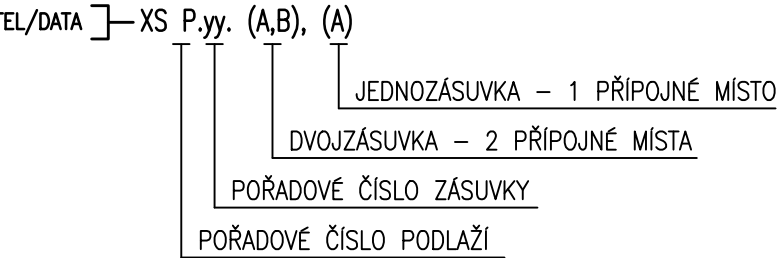 TEL/DATA XS P.yy. (A,B), (A)
JEDNOZÁSUVKA – 1 PŘÍPOJNÉ MÍSTO
DVOJZÁSUVKA – 2 PŘÍPOJNÉ MÍSTA
POŘADOVÉ ČÍSLO ZÁSUVKY
POŘADOVÉ ČÍSLO PODLAŽÍ